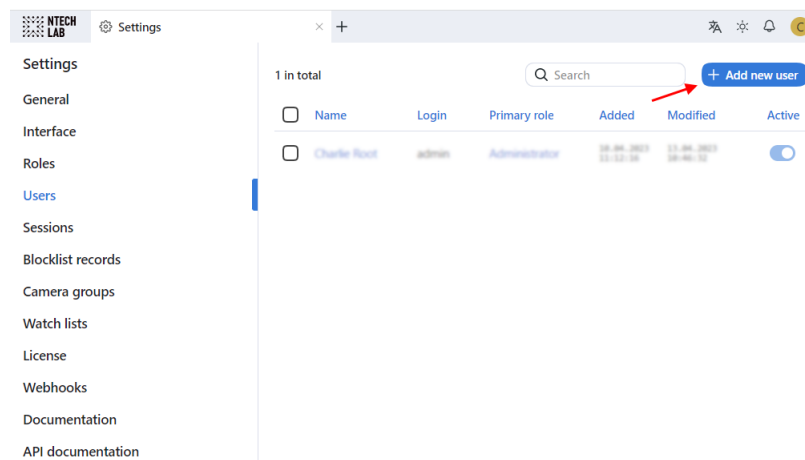 NTECH
LAB
Settings
Settings
General
Interface
Roles
Users
Sessions
Blocklist records
Camera groups
Watch lists
License
Webhooks
Documentation
API documentation
1 in total
Search
Add new user
Name Login Primary role Added Modified Active
Charlie Root admin Administrator
C